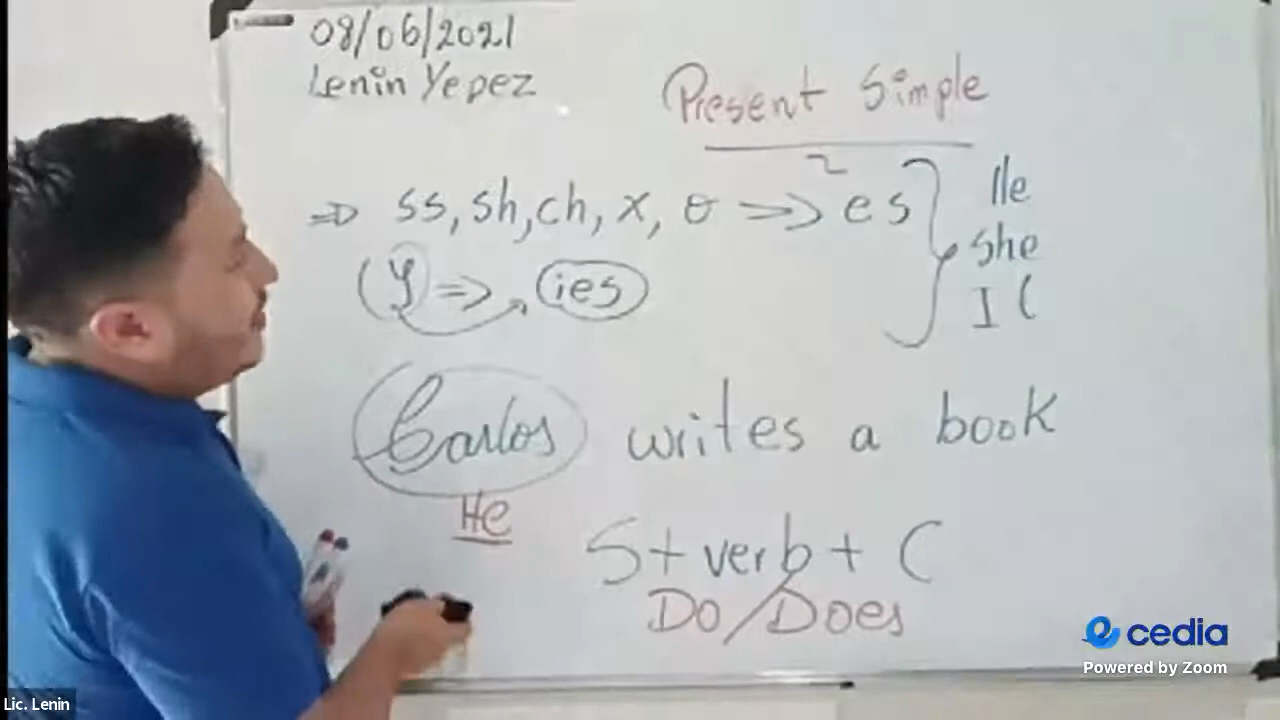 08/06/2021
Lenin Yepez
Present Simple
⇒ ss, sh, ch, x, o ⇒ es } He
She
It
(y ⇒ ies
Carlos writes a book
He
S + verb + C
Do/Does
cedia
Powered by Zoom
Lic. Lenin